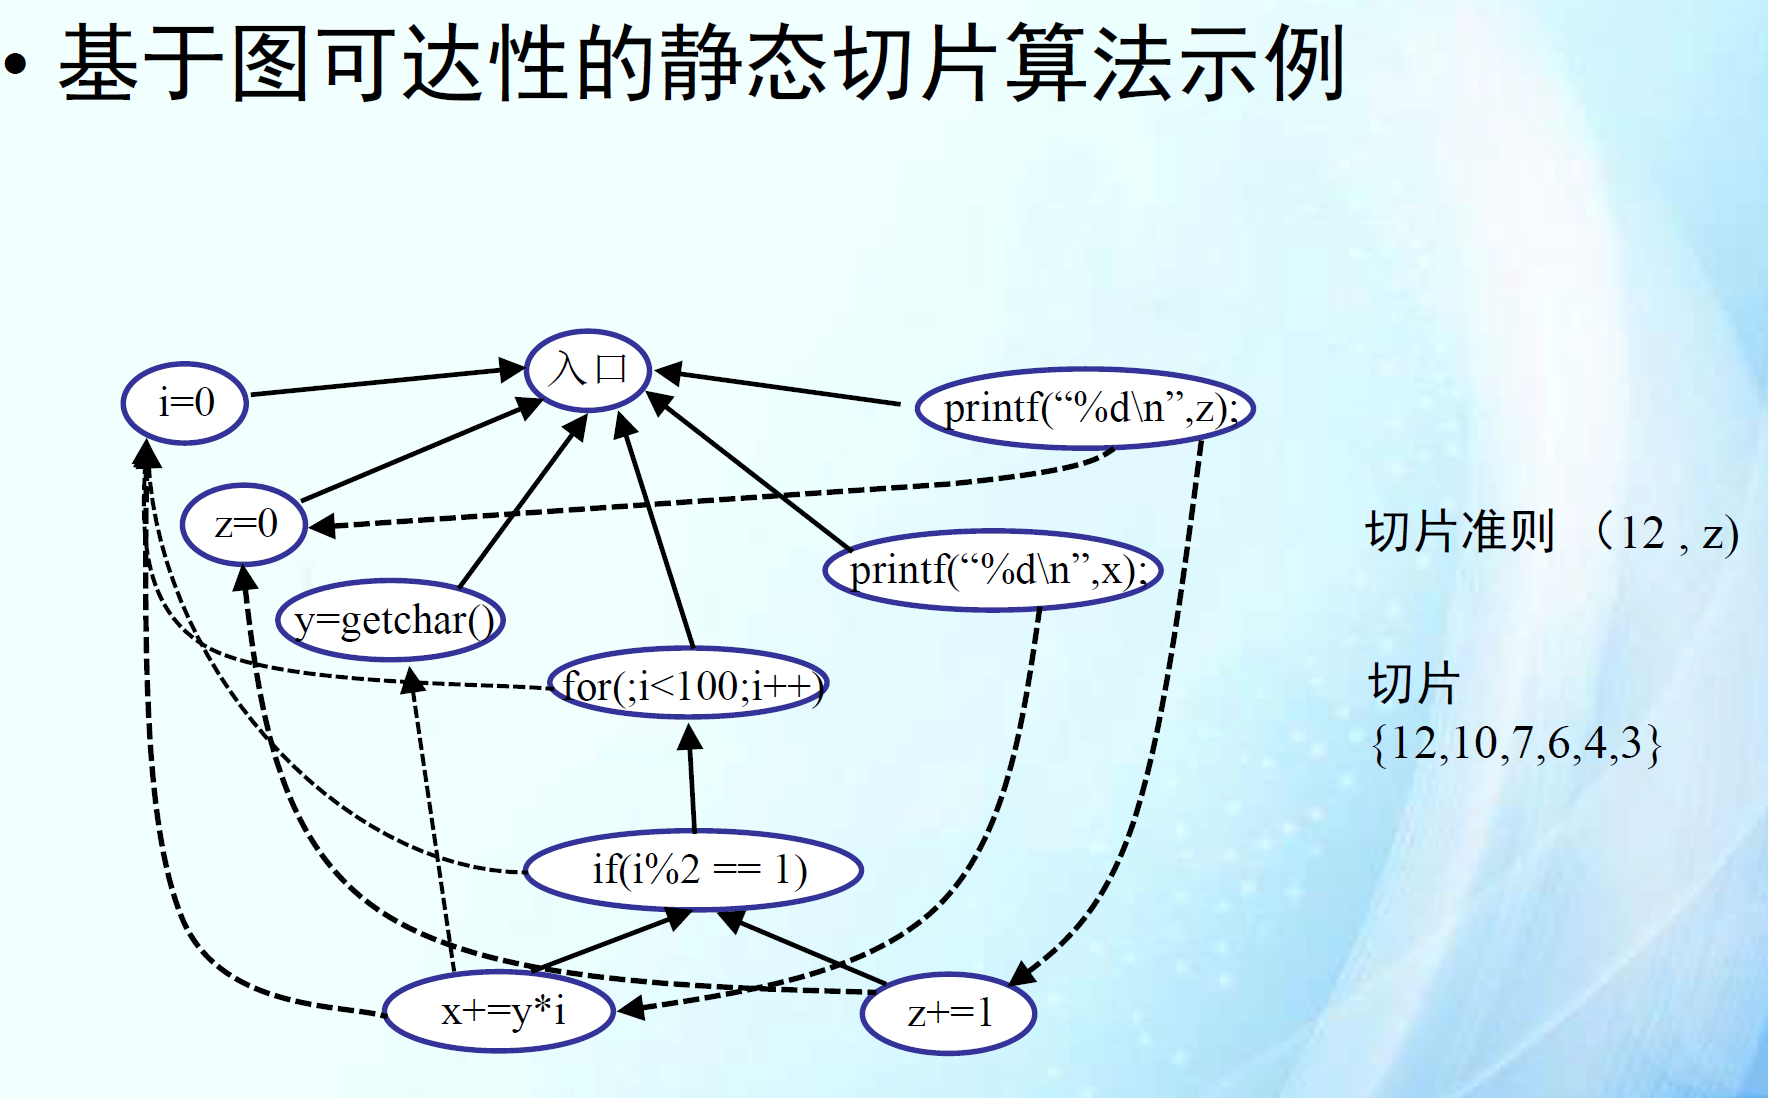 • 基于图可达性的静态切片算法示例
入口
i=0
printf(“%d\n”,z);
z=0
切片准则 （12 , z)
printf(“%d\n”,x);
y=getchar()
for(;i<100;i++)
切片
{12,10,7,6,4,3}
if(i%2 == 1)
x+=y*i
z+=1